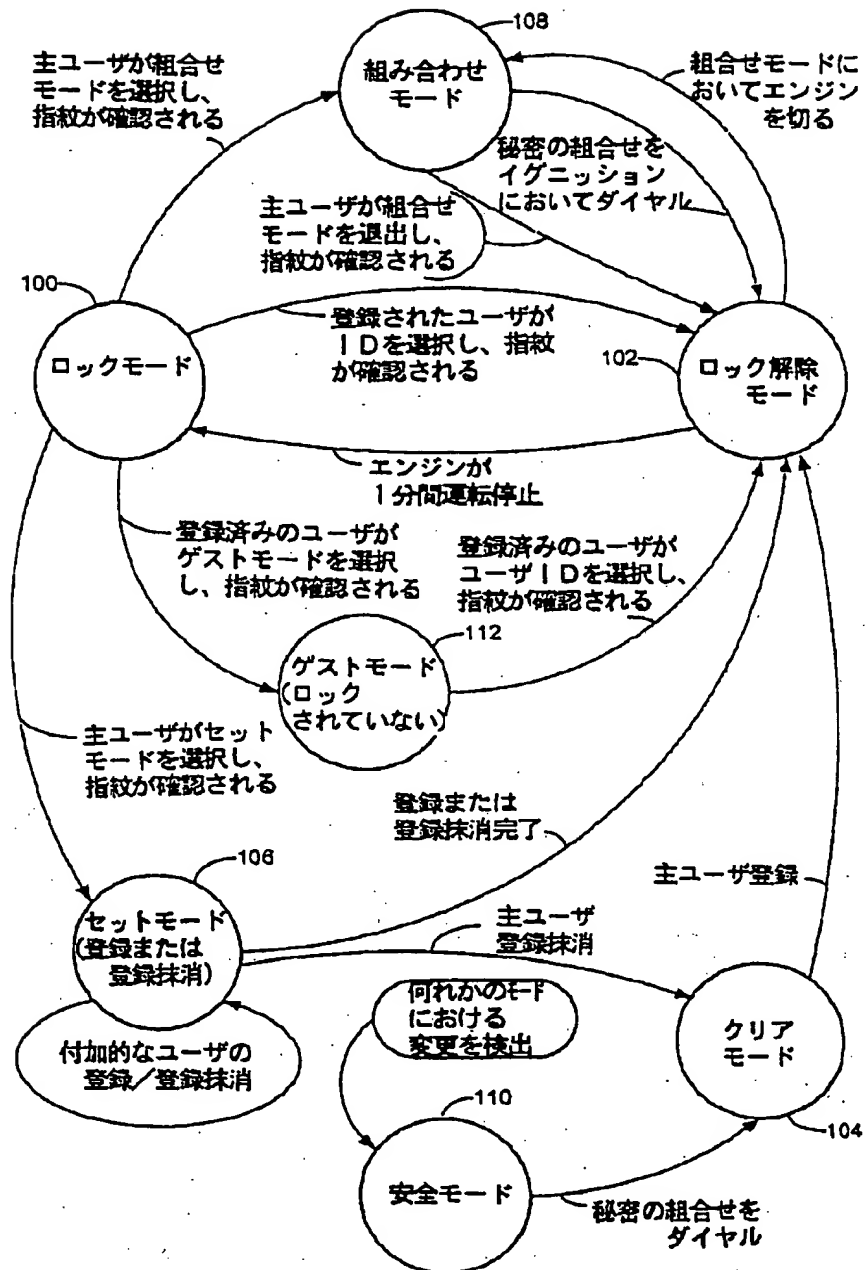 108
主ユーザが組合せ
モードを選択し、
指紋が確認される
組み合わせ
モード
組合せモードに
おいてエンジン
を切る
秘密の組合せを
イグニッション
においてダイヤル
主ユーザが組合せ
モードを退出し、
指紋が確認される
100
ロックモード
登録されたユーザが
IDを選択し、指紋
が確認される
102
ロック解除
モード
エンジンが
1分間運転停止
登録済みのユーザが
ゲストモードを選択
し、指紋が確認される
登録済みのユーザが
ユーザIDを選択し、
指紋が確認される
112
ゲストモード
(ロック
されていない)
主ユーザがセット
モードを選択し、
指紋が確認される
登録または
登録抹消完了
106
セットモード
(登録または
登録抹消)
主ユーザ
登録抹消
主ユーザ登録
何れかのモード
における
変更を検出
付加的なユーザの
登録/登録抹消
クリア
モード
104
110
安全モード
秘密の組合せを
ダイヤル